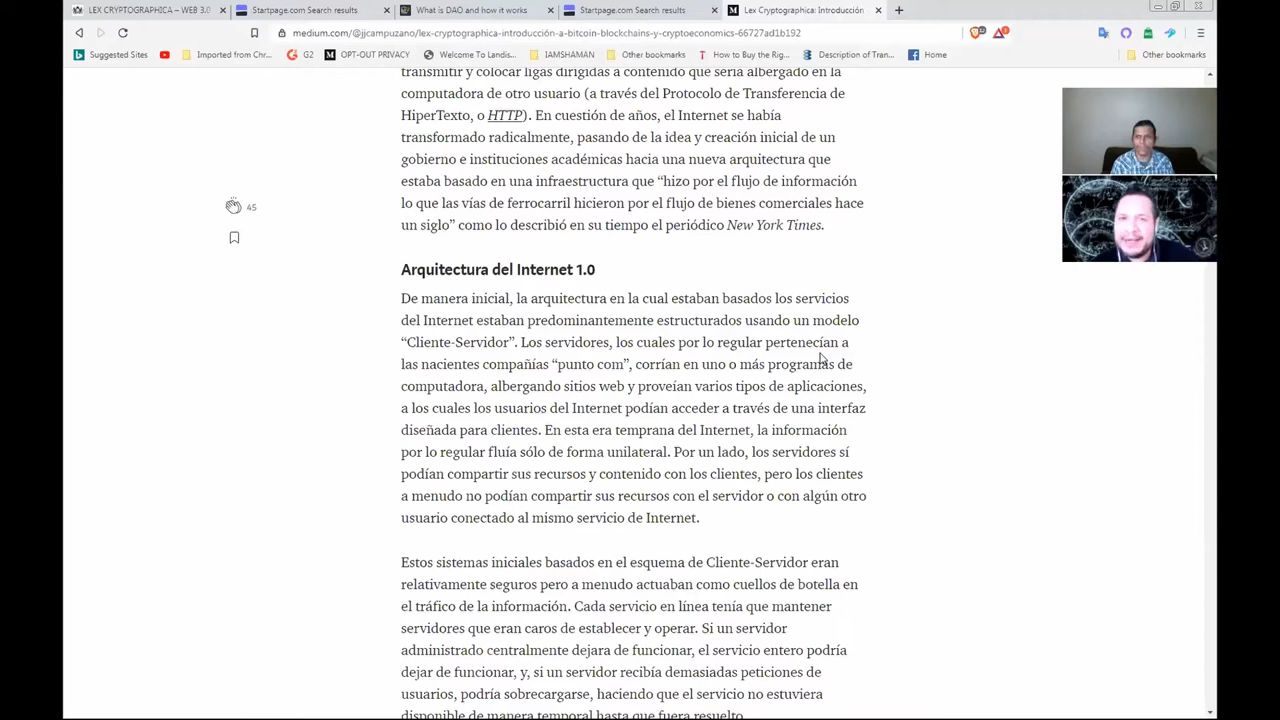 LEX CRYPTOGRAPHICA – WEB 3.0
Startpage.com Search results
What is DAO and how it works
Startpage.com Search results
Lex Cryptographica: Introducción
medium.com/@jjcampuzano/lex-cryptographica-introducción-a-bitcoin-blockchains-y-cryptoeconomics-66727ad1b192
Suggested Sites
Imported from Chr...
G2
OPT-OUT PRIVACY
Welcome To Landis...
IAMSHAMAN
Other bookmarks
How to Buy the Rig...
Description of Tran...
Home
Other bookmarks
transmitir y colocar ligas dirigidas a contenido que sería albergado en la
computadora de otro usuario (a través del Protocolo de Transferencia de
HiperTexto, o HTTP). En cuestión de años, el Internet se había
transformado radicalmente, pasando de la idea y creación inicial de un
gobierno e instituciones académicas hacia una nueva arquitectura que
estaba basado en una infraestructura que “hizo por el flujo de información
lo que las vías de ferrocarril hicieron por el flujo de bienes comerciales hace
un siglo” como lo describió en su tiempo el periódico New York Times.
45
Arquitectura del Internet 1.0
De manera inicial, la arquitectura en la cual estaban basados los servicios
del Internet estaban predominantemente estructurados usando un modelo
“Cliente-Servidor”. Los servidores, los cuales por lo regular pertenecían a
las nacientes compañías “punto com”, corrían en uno o más programas de
computadora, albergando sitios web y proveían varios tipos de aplicaciones,
a los cuales los usuarios del Internet podían acceder a través de una interfaz
diseñada para clientes. En esta era temprana del Internet, la información
por lo regular fluía sólo de forma unilateral. Por un lado, los servidores sí
podían compartir sus recursos y contenido con los clientes, pero los clientes
a menudo no podían compartir sus recursos con el servidor o con algún otro
usuario conectado al mismo servicio de Internet.
Estos sistemas iniciales basados en el esquema de Cliente-Servidor eran
relativamente seguros pero a menudo actuaban como cuellos de botella en
el tráfico de la información. Cada servicio en línea tenía que mantener
servidores que eran caros de establecer y operar. Si un servidor
administrado centralmente dejara de funcionar, el servicio entero podría
dejar de funcionar, y, si un servidor recibía demasiadas peticiones de
usuarios, podría sobrecargarse, haciendo que el servicio no estuviera
disponible de manera temporal hasta que fuera resuelto.